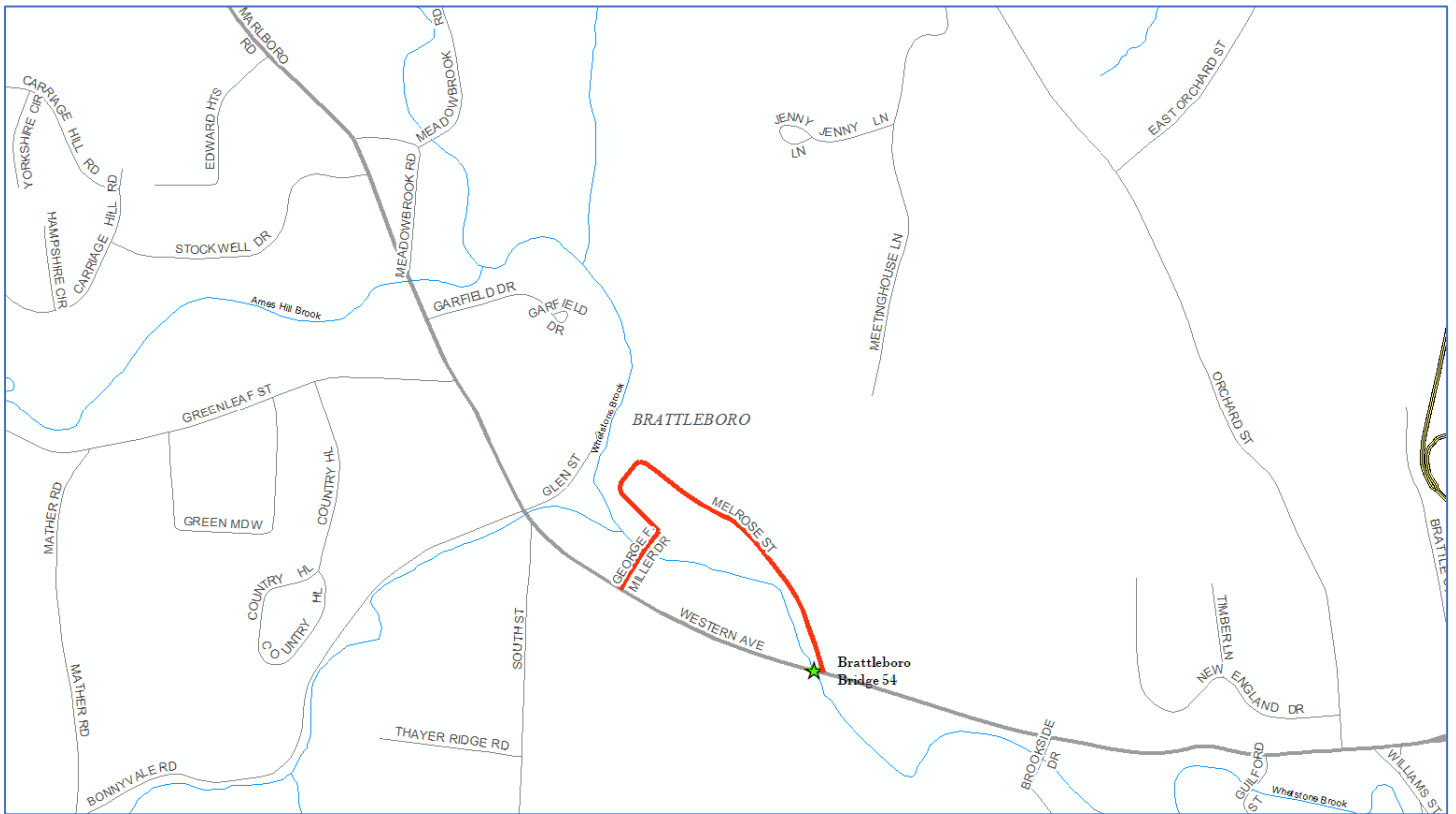 MARLBORO
RD
RD
MEADOWBROOK
CARRIAGE HILL RD
YORKSHIRE CIR
EDWARD HTS
JENNY
LN
JENNY LN
EAST ORCHARD ST
MEADOWBROOK RD
CARRIAGE HILL RD
HAMPSHIRE CIR
STOCKWELL DR
MEETINGHOUSE LN
Ames Hill Brook
GARFIELD DR
GARFIELD
DR
GREENLEAF ST
ORCHARD ST
Whetstone Brook
BRATTLEBORO
GLEN ST
COUNTRY HL
MATHER RD
GREEN MDW
MELROSE ST
GEORGE F.
MILLER DR
COUNTRY HL
COUNTRY HL
SOUTH ST
WESTERN AVE
TIMBER LN
Brattleboro
Bridge 54
NEW ENGLAND DR
MATHER RD
THAYER RIDGE RD
BONNYVALE RD
BROOKSIDE
DR
GUILFORD
ST
Whetstone Brook
WILLIAMS ST